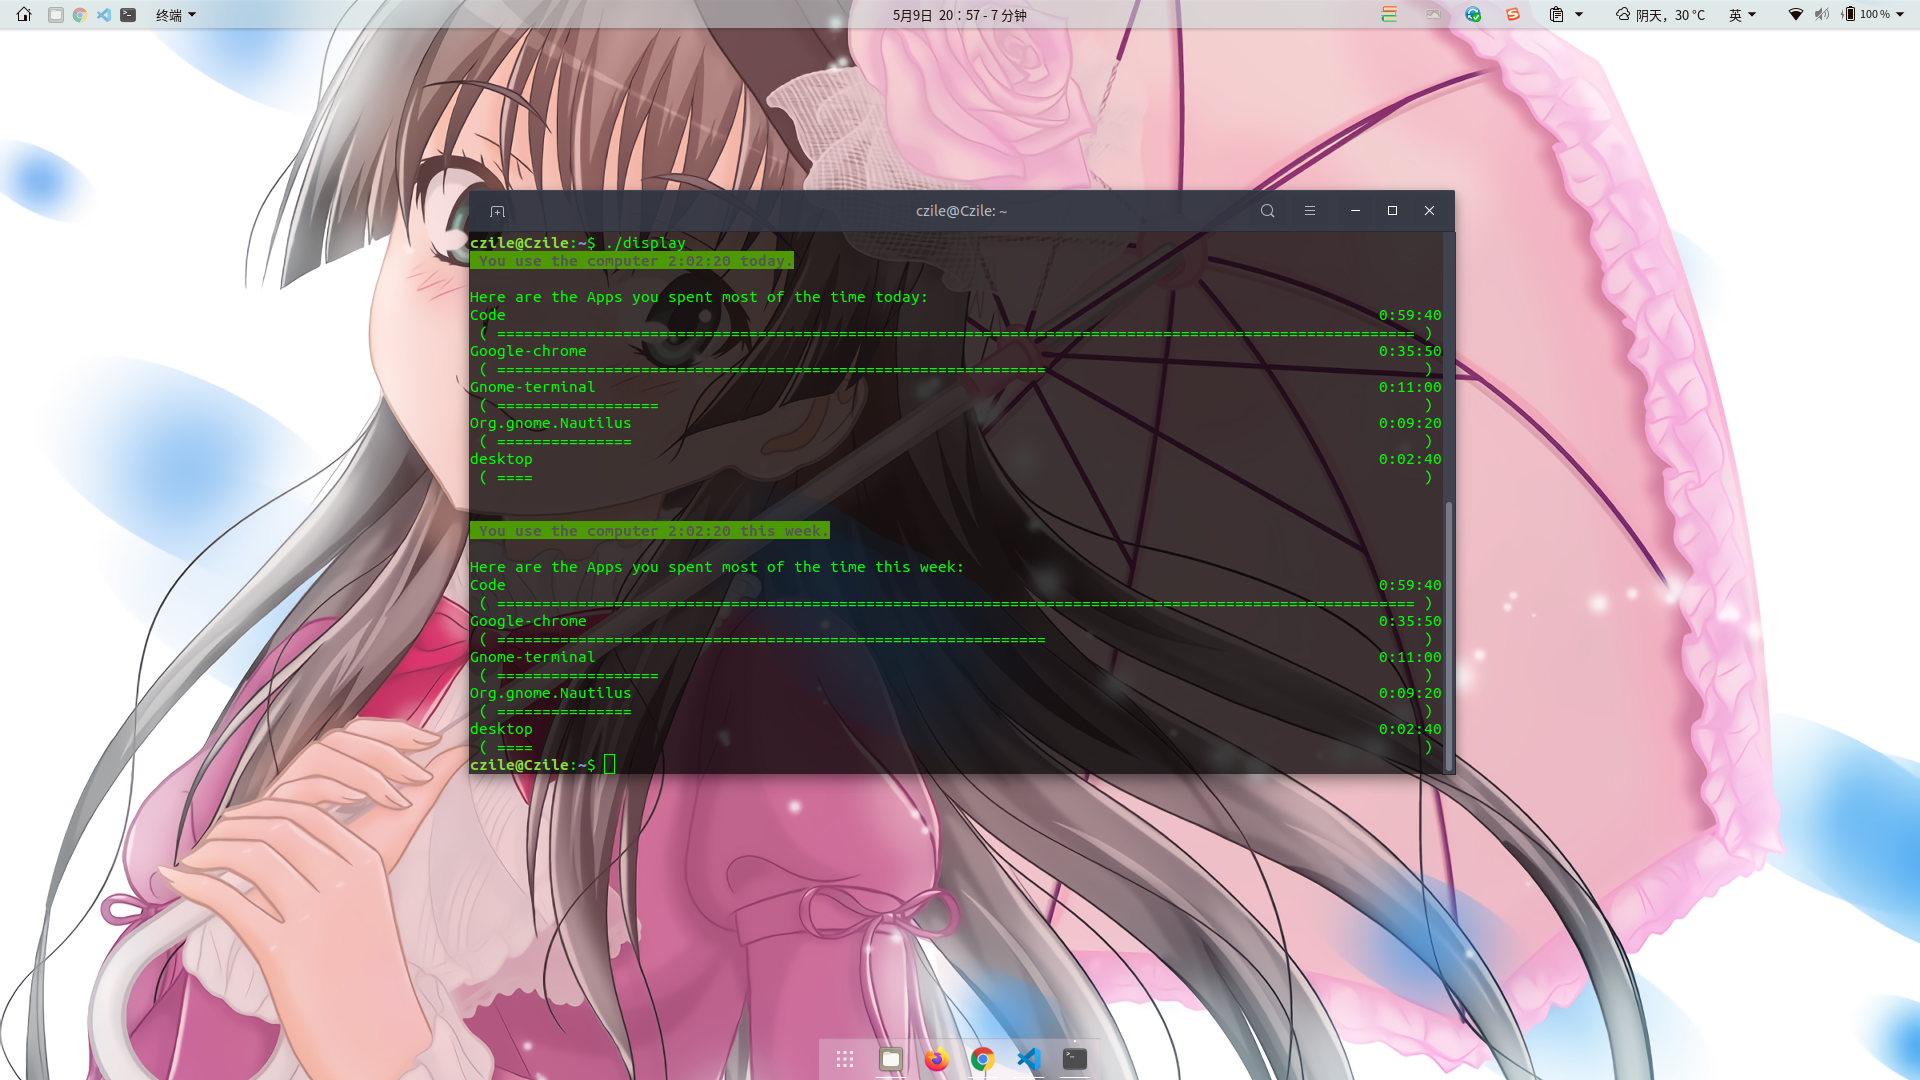 终端
5月9日 20：57 - 7 分钟
阴天，30 °C
英
100 %
czile@Czile: ~
czile@Czile:~$ ./display
You use the computer 2:02:20 today.
Here are the Apps you spent most of the time today:
Code 0:59:40
( ====================================================================================================== )
Google-chrome 0:35:50
( ============================================================= )
Gnome-terminal 0:11:00
( ================== )
Org.gnome.Nautilus 0:09:20
( =============== )
desktop 0:02:40
( ==== )
You use the computer 2:02:20 this week.
Here are the Apps you spent most of the time this week:
Code 0:59:40
( ====================================================================================================== )
Google-chrome 0:35:50
( ============================================================= )
Gnome-terminal 0:11:00
( ================== )
Org.gnome.Nautilus 0:09:20
( =============== )
desktop 0:02:40
( ==== )
czile@Czile:~$